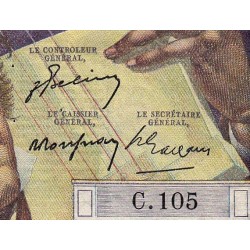 LE CONTROLEUR
GÉNÉRAL,
LE CAISSIER
GÉNÉRAL,
LE SECRÉTAIRE
GÉNÉRAL,
C.105